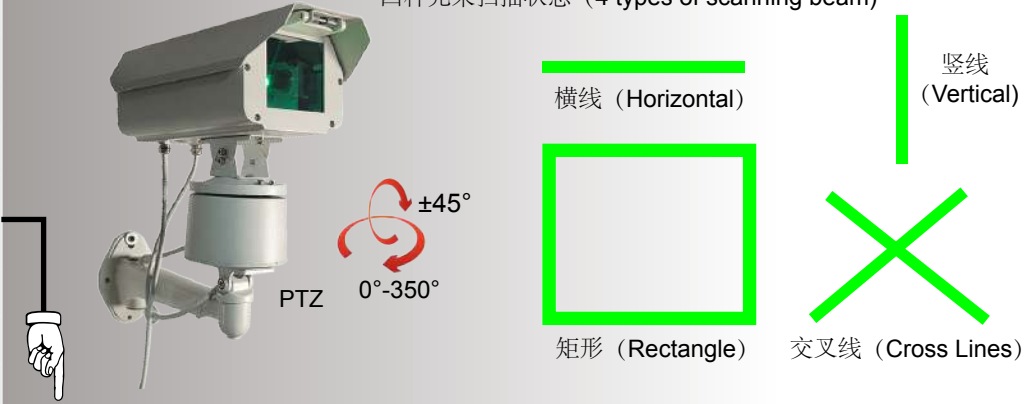 (4 types of scanning beam)
横线（Horizontal）
竖线
（Vertical)
±45°
0°-350°
PTZ
矩形（Rectangle）
交叉线（Cross Lines）